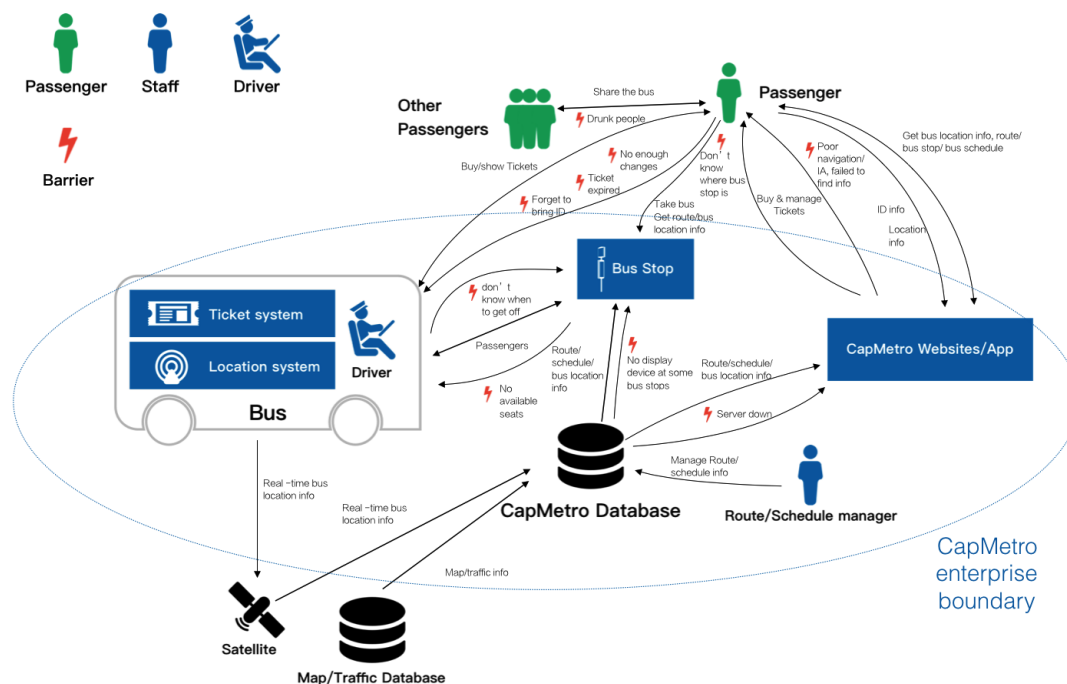 Passenger
Staff
Driver
Barrier
Other
Passengers
Share the bus
Drunk people
Passenger
Buy/show Tickets
No enough
changes
Ticket
expired
Forget to
bring ID
Don't
know
where bus
stop is
Poor
navigation/
IA, failed to
find info
Get bus location info, route/
bus stop/ bus schedule
Buy & manage
Tickets
ID info
Location
info
Take bus
Get route/bus
location info
Bus Stop
Ticket system
Location system
Driver
Bus
don't
know when
to get off
Passengers
Route/
schedule/
bus location
info
No
available
seats
No display
device at some
bus stops
Route/schedule/
bus location info
Server down
CapMetro Websites/App
Manage Route/
schedule info
CapMetro Database
Route/Schedule manager
Real -time bus
location info
Real -time bus
location info
Map/traffic info
CapMetro
enterprise
boundary
Satellite
Map/Traffic Database